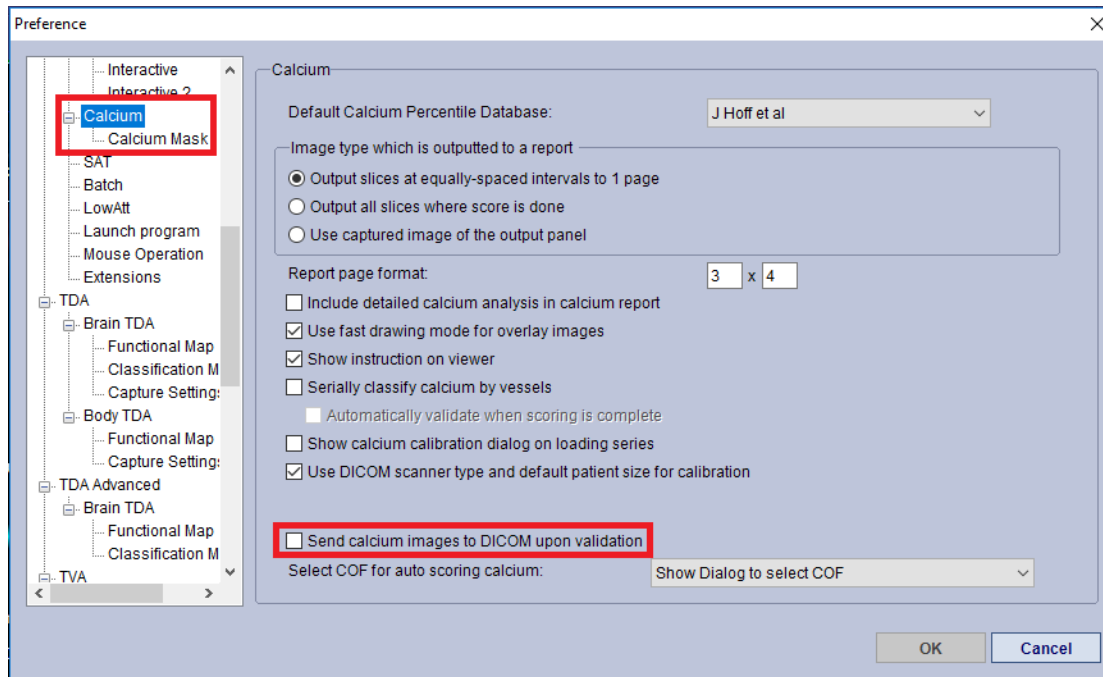 Preference
Interactive
Interactive 2
Calcium
Calcium Mask
SAT
Batch
LowAtt
Launch program
Mouse Operation
Extensions
TDA
Brain TDA
Functional Map
Classification M
Capture Setting
Body TDA
Functional Map
Capture Setting
TDA Advanced
Brain TDA
Functional Map
Classification M
TVA
Calcium
Default Calcium Percentile Database: J Hoff et al
Image type which is outputted to a report
Output slices at equally-spaced intervals to 1 page
Output all slices where score is done
Use captured image of the output panel
Report page format: 3 x 4
Include detailed calcium analysis in calcium report
Use fast drawing mode for overlay images
Show instruction on viewer
Serially classify calcium by vessels
Automatically validate when scoring is complete
Show calcium calibration dialog on loading series
Use DICOM scanner type and default patient size for calibration
Send calcium images to DICOM upon validation
Select COF for auto scoring calcium: Show Dialog to select COF
OK Cancel